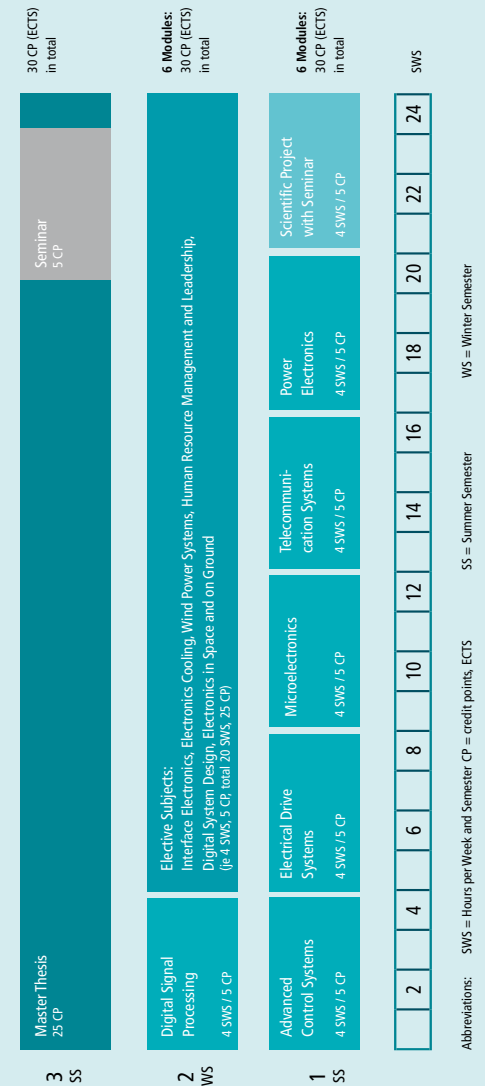 3
SS
Master Thesis
25 CP
Seminar
5 CP
30 CP (ECTS)
in total
2
WS
Digital Signal
Processing
4 SWS / 5 CP
Elective Subjects:
Interface Electronics, Electronics Cooling, Wind Power Systems, Human Resource Management and Leadership,
Digital System Design, Electronics in Space and on Ground
(je 4 SWS, 5 CP, total 20 SWS, 25 CP)
6 Modules:
30 CP (ECTS)
in total
1
SS
Advanced
Control Systems
4 SWS / 5 CP
Electrical Drive
Systems
4 SWS / 5 CP
Microelectronics
4 SWS / 5 CP
Telecommuni-
cation Systems
4 SWS / 5 CP
Power
Electronics
4 SWS / 5 CP
Scientific Project
with Seminar
4 SWS / 5 CP
6 Modules:
30 CP (ECTS)
in total
2 4 6 8 10 12 14 16 18 20 22 24 SWS
Abbreviations: SWS = Hours per Week and Semester CP = credit points, ECTS SS = Summer Semester WS = Winter Semester